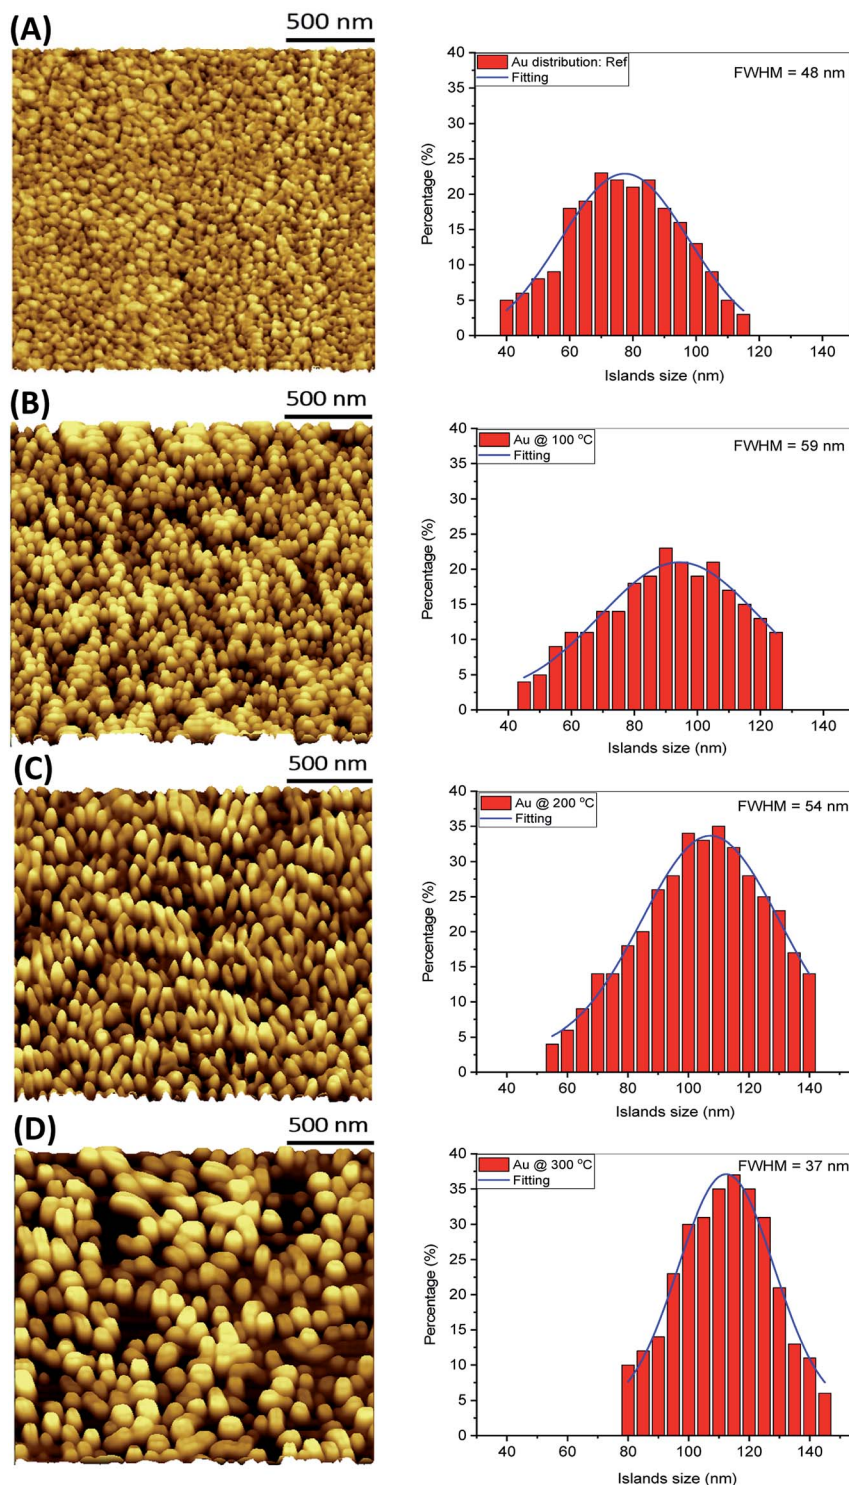 (A)
500 nm
Au distribution: Ref
Fitting
FWHM = 48 nm
Percentage (%)
40
35
30
25
20
15
10
5
0
40 60 80 100 120 140
Islands size (nm)
(B)
500 nm
Au @ 100 °C
Fitting
FWHM = 59 nm
Percentage (%)
40
35
30
25
20
15
10
5
0
40 60 80 100 120 140
Islands size (nm)
(C)
500 nm
Au @ 200 °C
Fitting
FWHM = 54 nm
Percentage (%)
40
35
30
25
20
15
10
5
0
40 60 80 100 120 140
Islands size (nm)
(D)
500 nm
Au @ 300 °C
Fitting
FWHM = 37 nm
Percentage (%)
40
35
30
25
20
15
10
5
0
40 60 80 100 120 140
Islands size (nm)